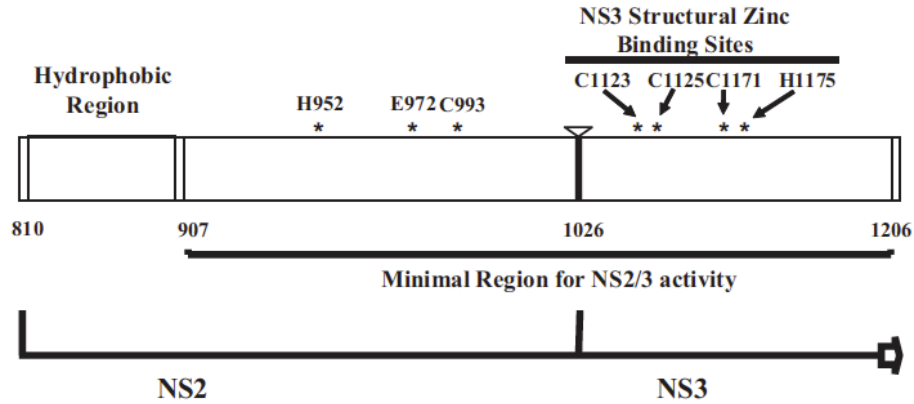 NS3 Structural Zinc
Binding Sites
Hydrophobic
Region
C1123 C1125 C1171 H1175
H952 E972 C993
* * * * * * *
810 907 1026 1206
Minimal Region for NS2/3 activity
NS2 NS3